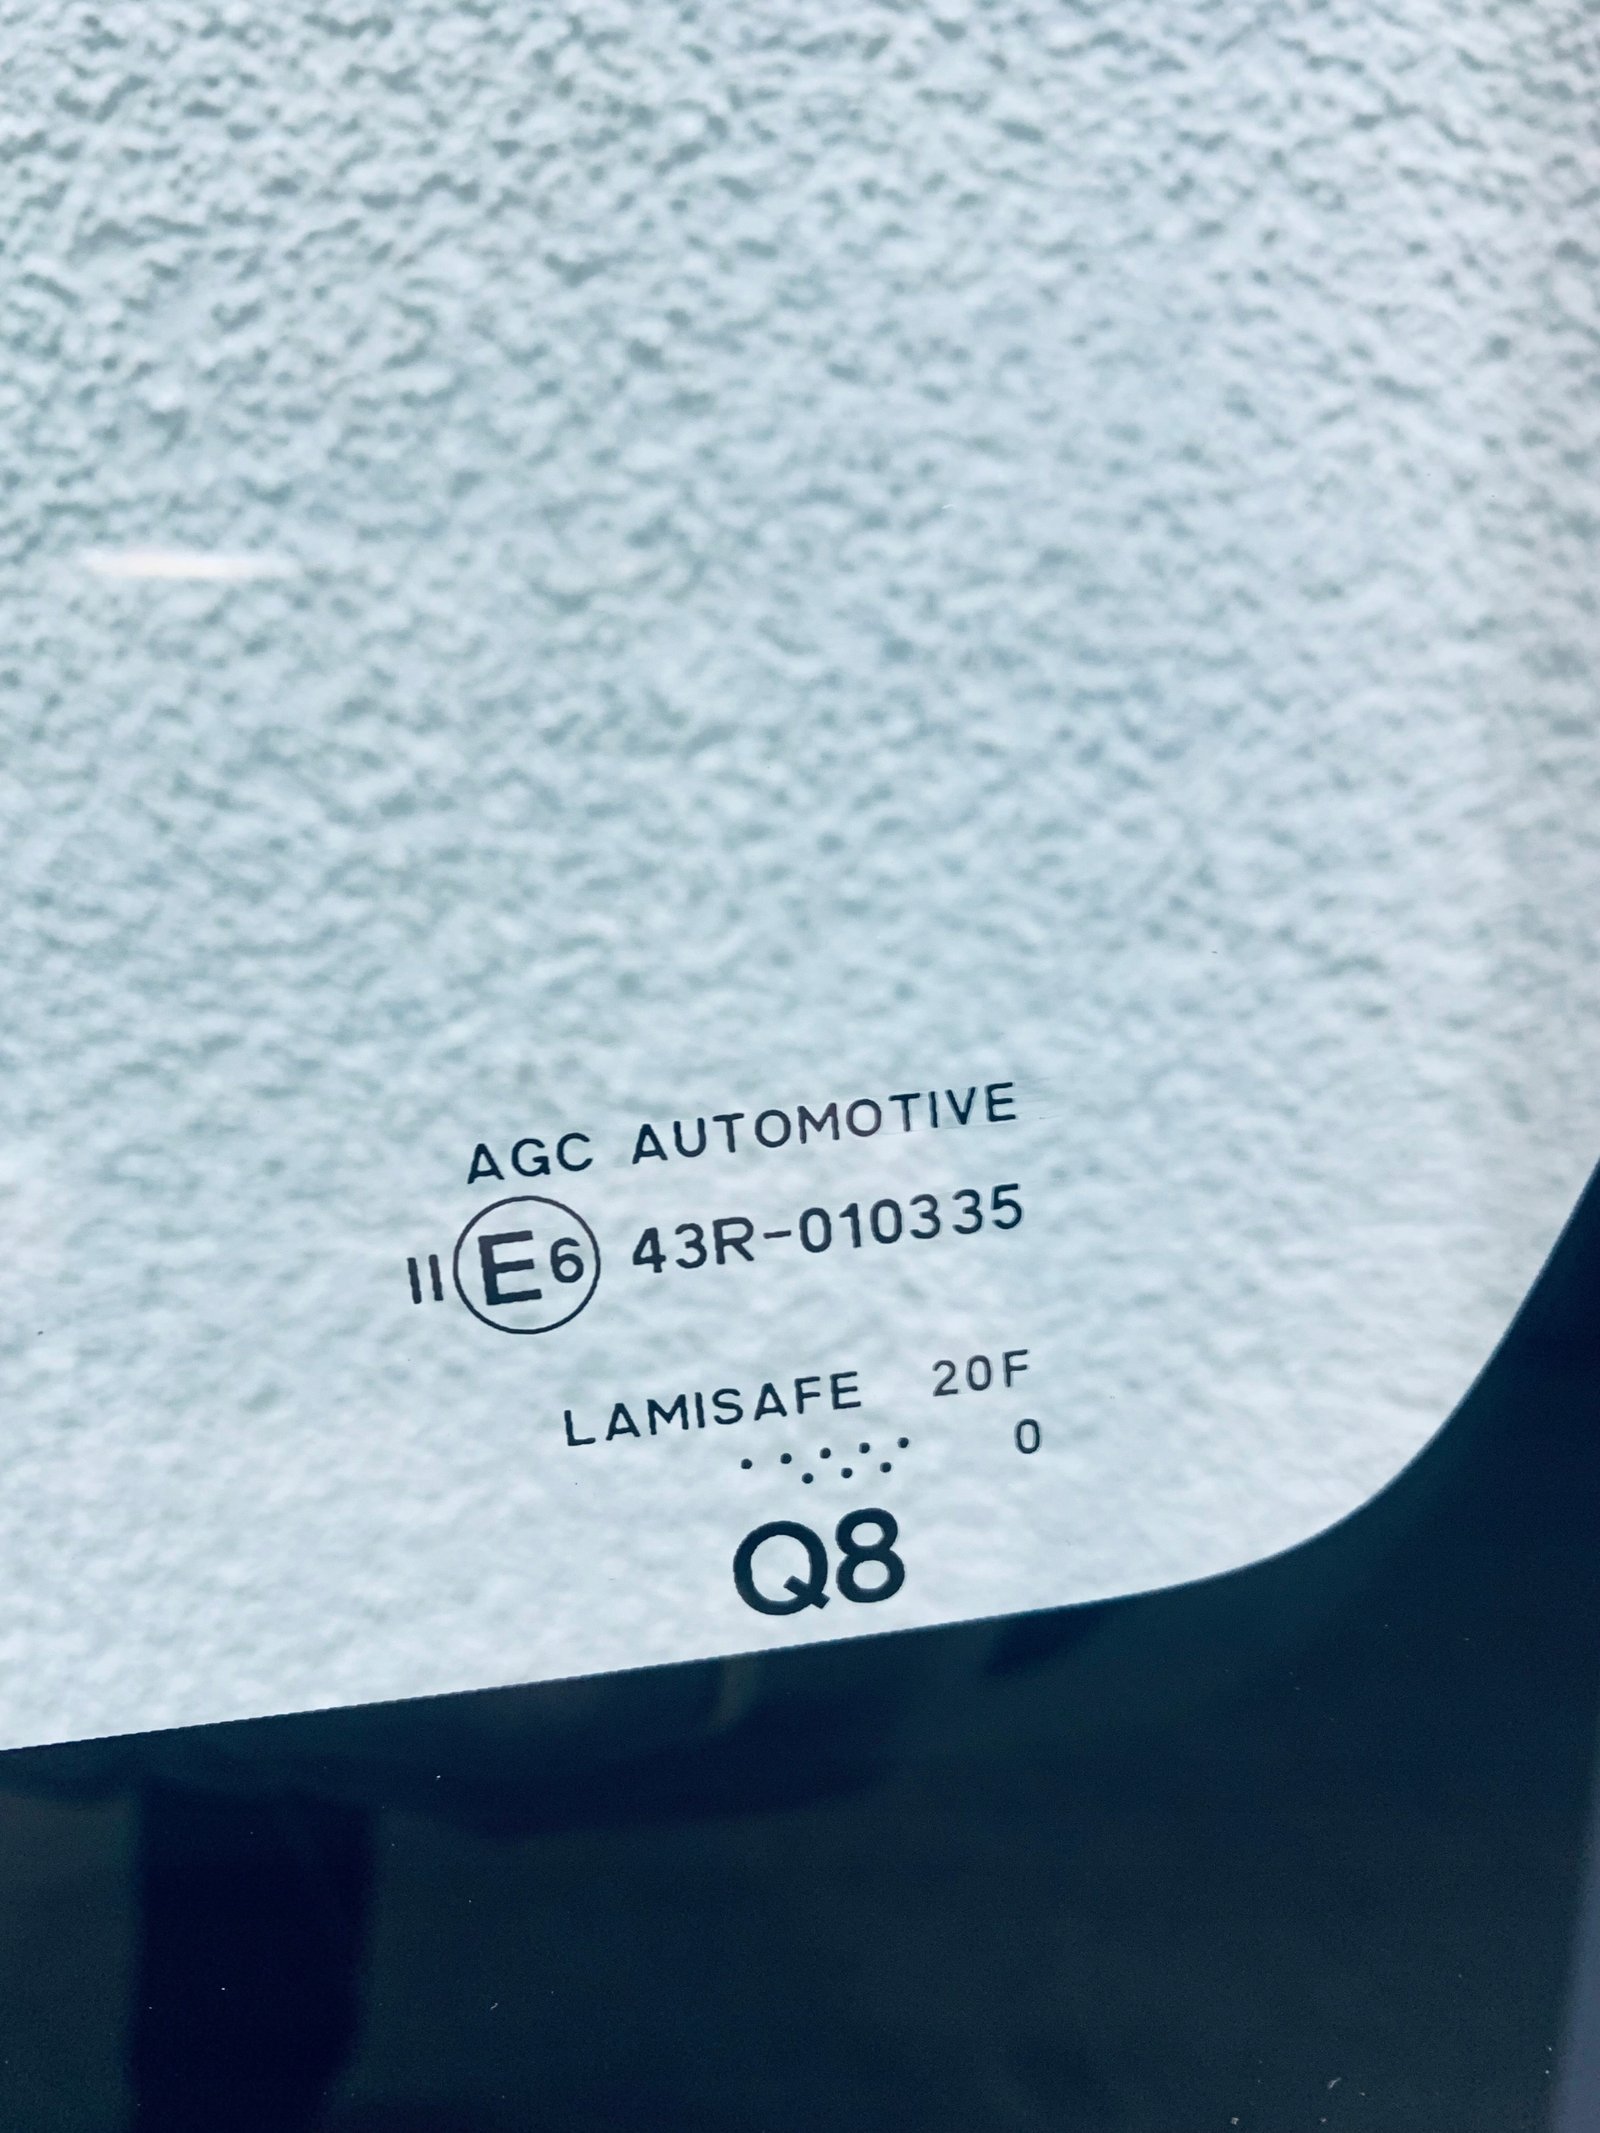 AGC AUTOMOTIVE
II E6 43R-010335
LAMISAFE 20F
0
Q8